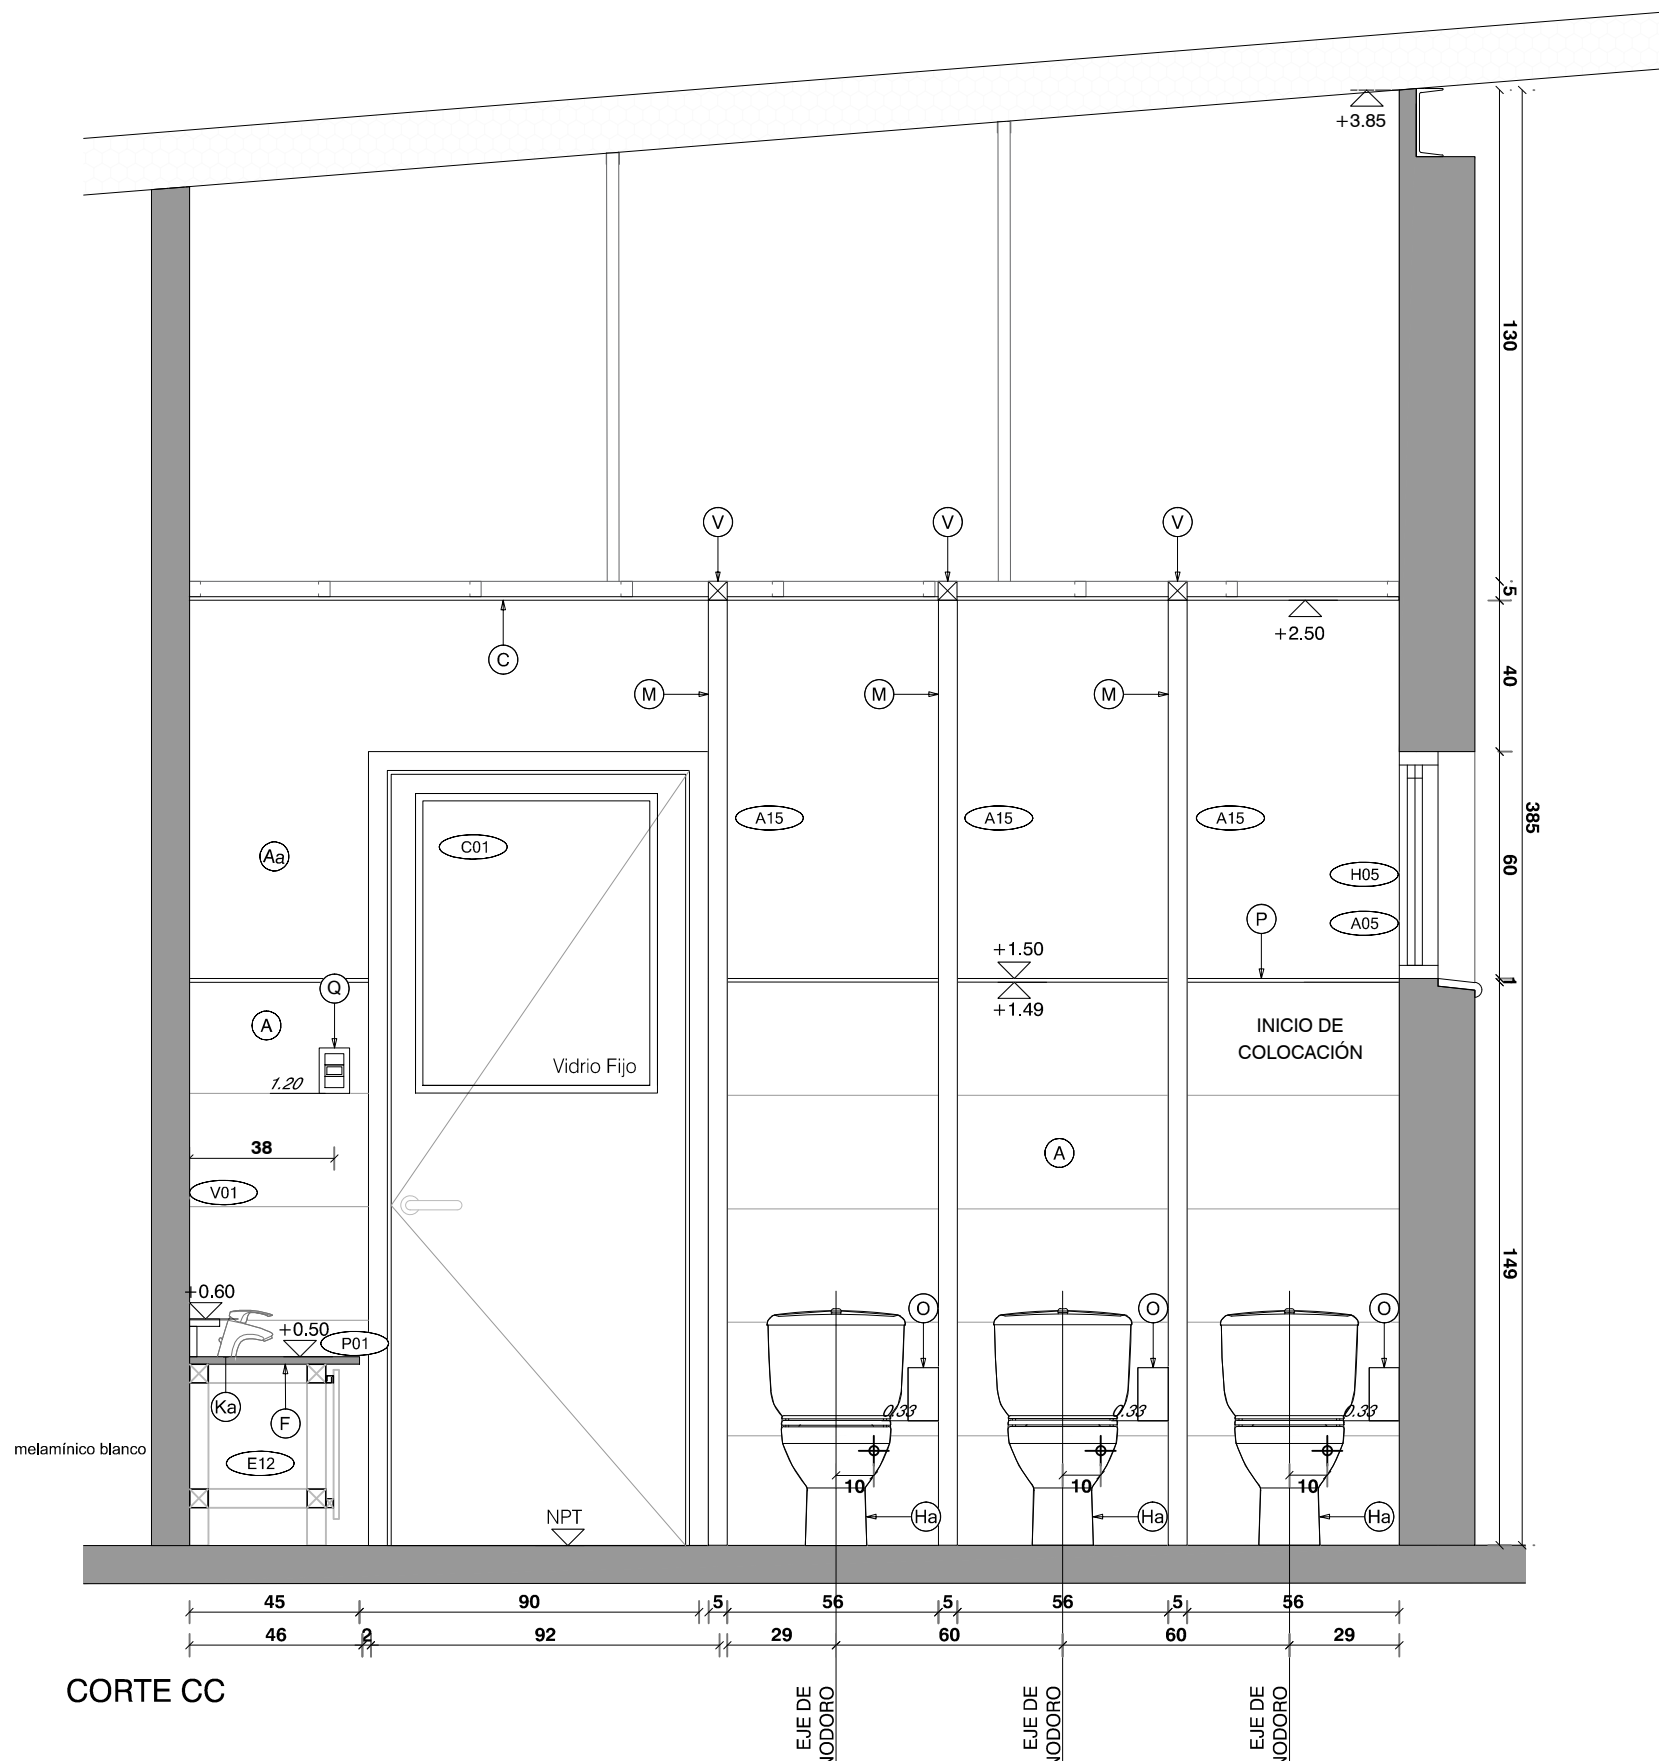 +3.85
130
V
V
V
5
+2.50
C
40
M
M
M
A15
A15
A15
385
C01
Aa
60
H05
A05
P
+1.50
Q
1
+1.49
A
INICIO DE
COLOCACIÓN
Vidrio Fijo
1.20
38
A
V01
149
+0.60
O
O
O
+0.50
P01
Ka
F
0.33
0.33
0.33
melamínico blanco
E12
10
10
10
NPT
Ha
Ha
Ha
45
90
5
56
5
56
5
56
46
2
92
29
60
60
29
CORTE CC
EJE DE
INODORO
EJE DE
INODORO
EJE DE
INODORO